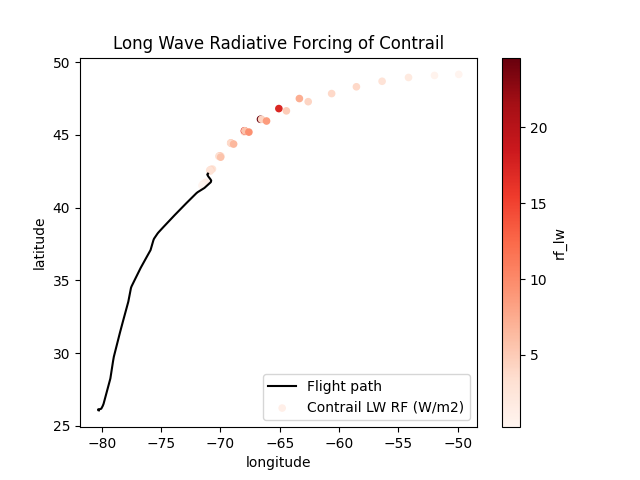 Long Wave Radiative Forcing of Contrail
50
45
40
35
30
25
latitude
−80
−75
−70
−65
−60
−55
−50
longitude
Flight path
Contrail LW RF (W/m2)
20
15
10
5
rf_lw